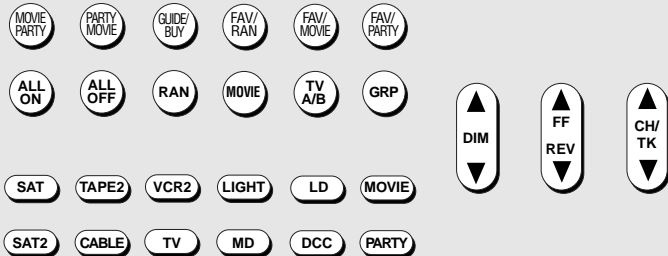 MOVIE
PARTY
PARTY
MOVIE
GUIDE/
BUY
FAV/
RAN
FAV/
MOVIE
FAV/
PARTY
ALL
ON
ALL
OFF
RAN
MOVIE
TV
A/B
GRP
DIM
FF
REV
CH/
TK
SAT
TAPE2
VCR2
LIGHT
LD
MOVIE
SAT2
CABLE
TV
MD
DCC
PARTY